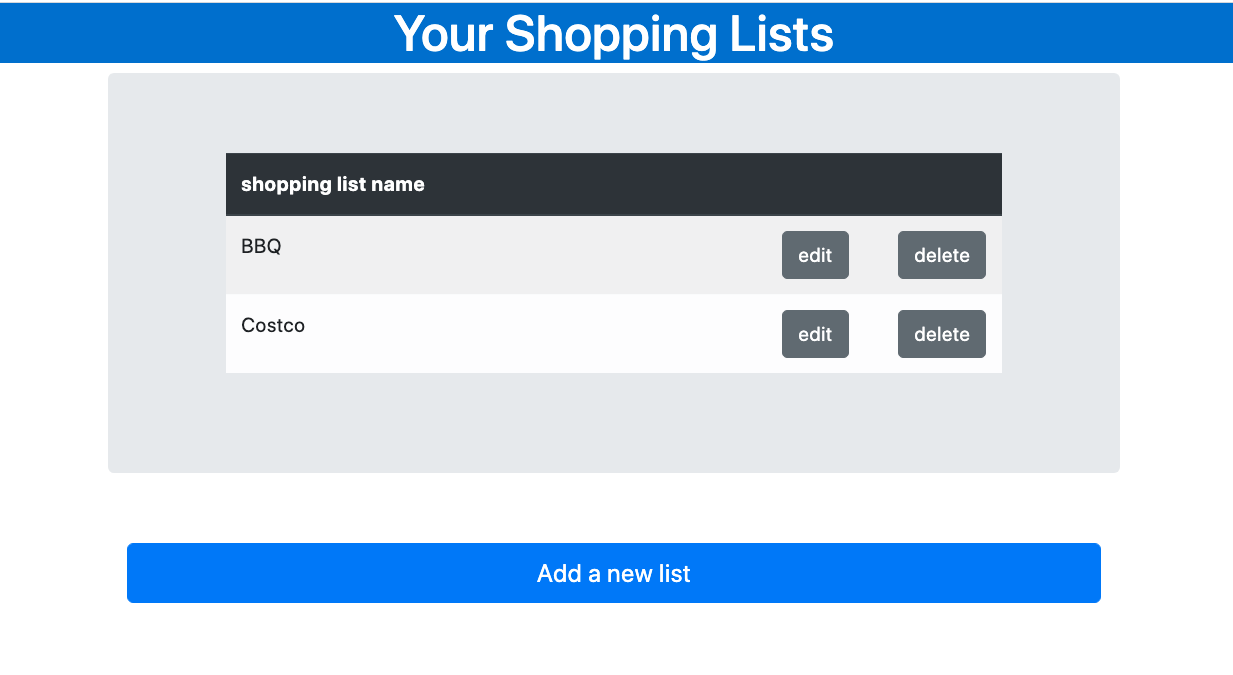 Your Shopping Lists
shopping list name
BBQ edit delete
Costco edit delete
Add a new list